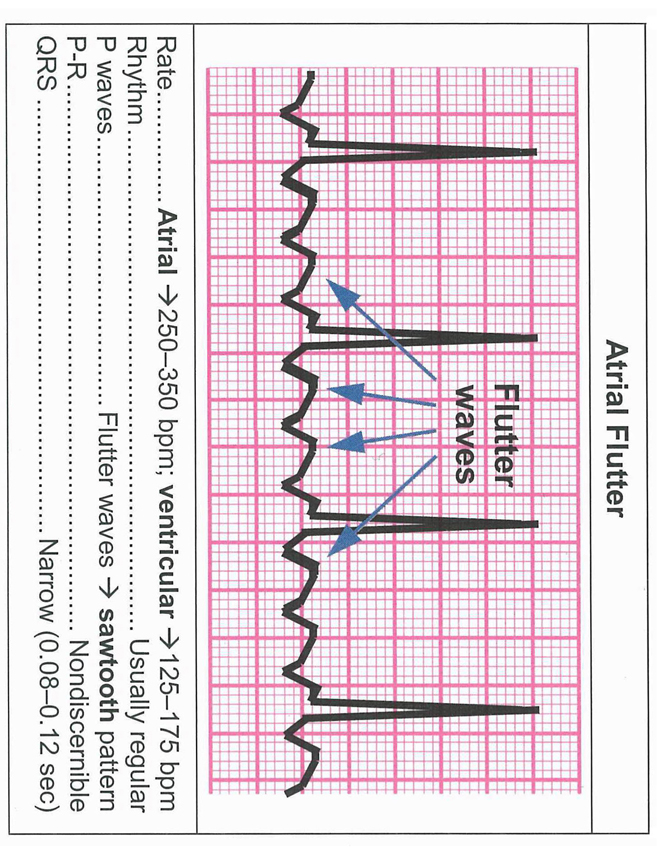 Atrial Flutter
Flutter
waves
Rate............. Atrial →250–350 bpm; ventricular →125–175 bpm
Rhythm ................................................................ Usually regular
P waves................................. Flutter waves → sawtooth pattern
P-R..................................................................... Nondiscernible
QRS ..................................................... Narrow (0.08–0.12 sec)